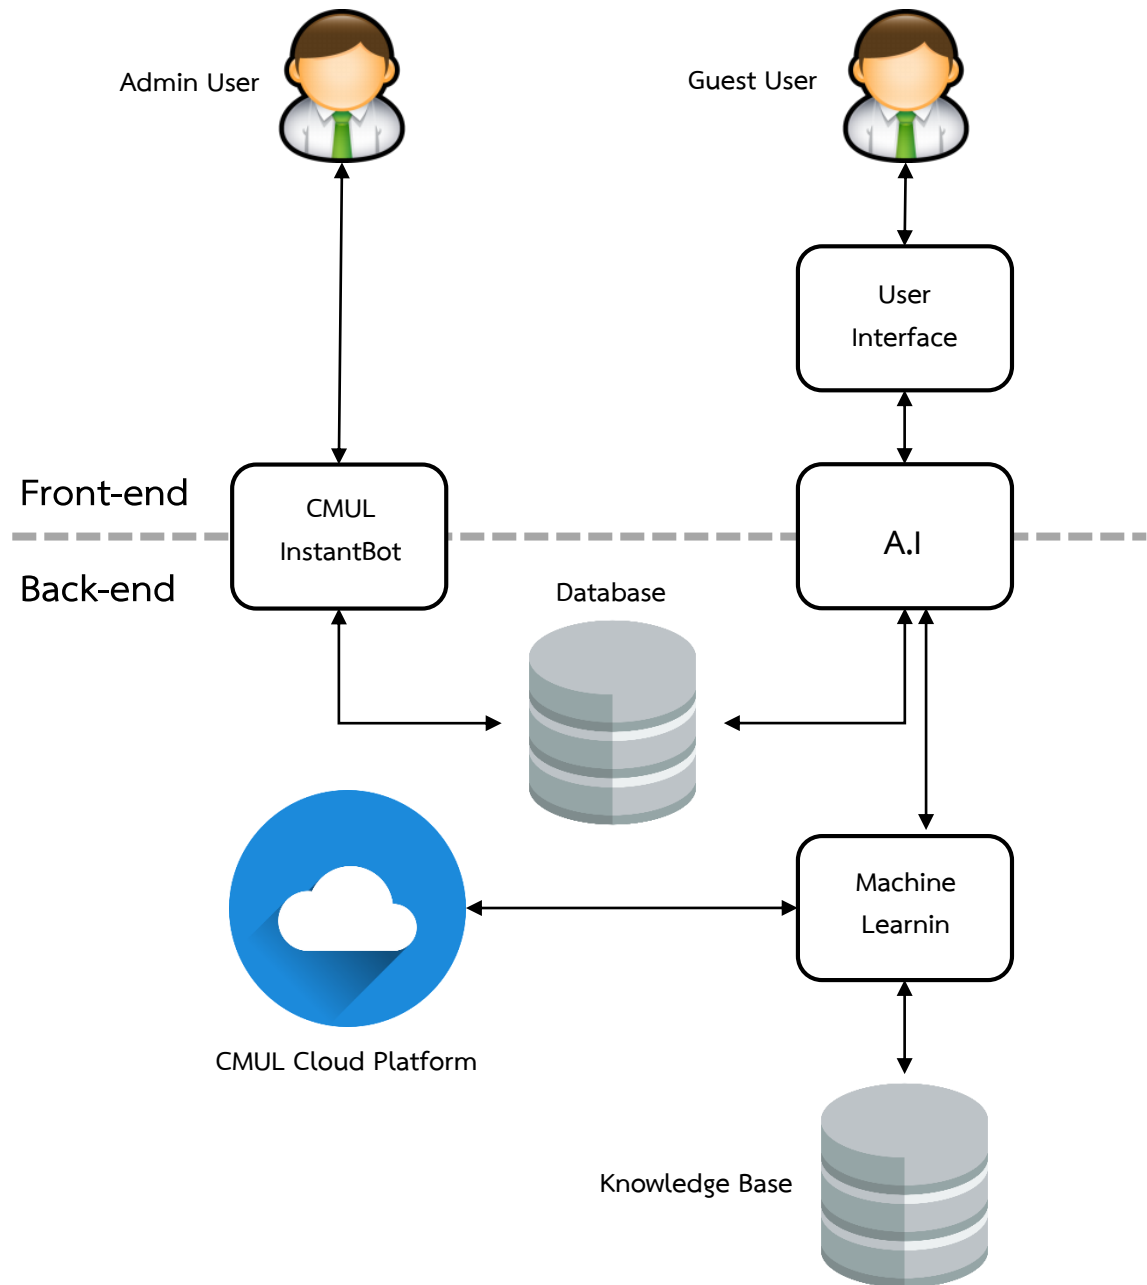 Admin User
Guest User
User
Interface
Front-end
CMUL
InstantBot
A.I
Back-end
Database
Machine
Learnin
CMUL Cloud Platform
Knowledge Base